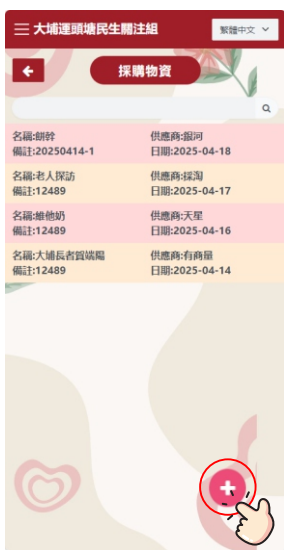 大埔運頭塘民生關注組
繁體中文
採購物資
名稱:餅幹
供應商:銀河
備註:20250414-1
日期:2025-04-18
名稱:老人探訪
供應商:綵淘
備註:12489
日期:2025-04-17
名稱:維他奶
供應商:天星
備註:12489
日期:2025-04-16
名稱:大埔長者賀端陽
供應商:有商量
備註:12489
日期:2025-04-14